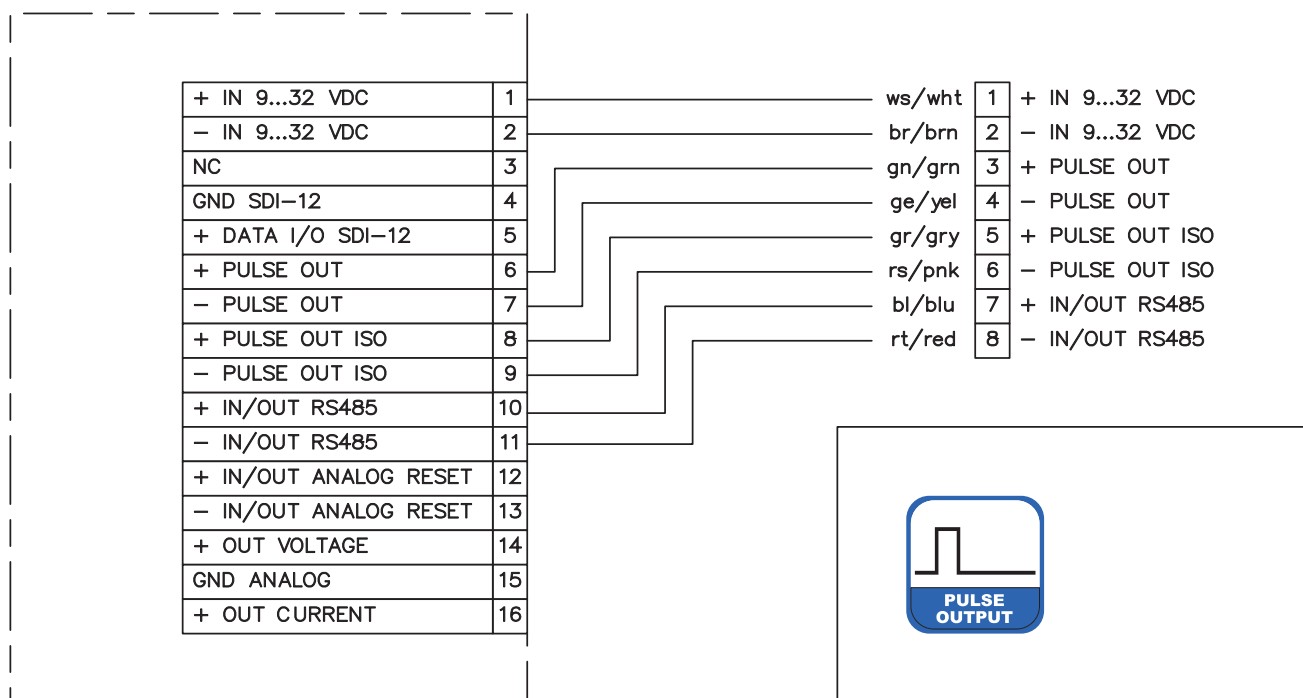 + IN 9...32 VDC 1
− IN 9...32 VDC 2
NC 3
GND SDI−12 4
+ DATA I/O SDI−12 5
+ PULSE OUT 6
− PULSE OUT 7
+ PULSE OUT ISO 8
− PULSE OUT ISO 9
+ IN/OUT RS485 10
− IN/OUT RS485 11
+ IN/OUT ANALOG RESET 12
− IN/OUT ANALOG RESET 13
+ OUT VOLTAGE 14
GND ANALOG 15
+ OUT CURRENT 16
ws/wht 1 + IN 9...32 VDC
br/brn 2 − IN 9...32 VDC
gn/grn 3 + PULSE OUT
ge/yel 4 − PULSE OUT
gr/gry 5 + PULSE OUT ISO
rs/pnk 6 − PULSE OUT ISO
bl/blu 7 + IN/OUT RS485
rt/red 8 − IN/OUT RS485
PULSE
OUTPUT